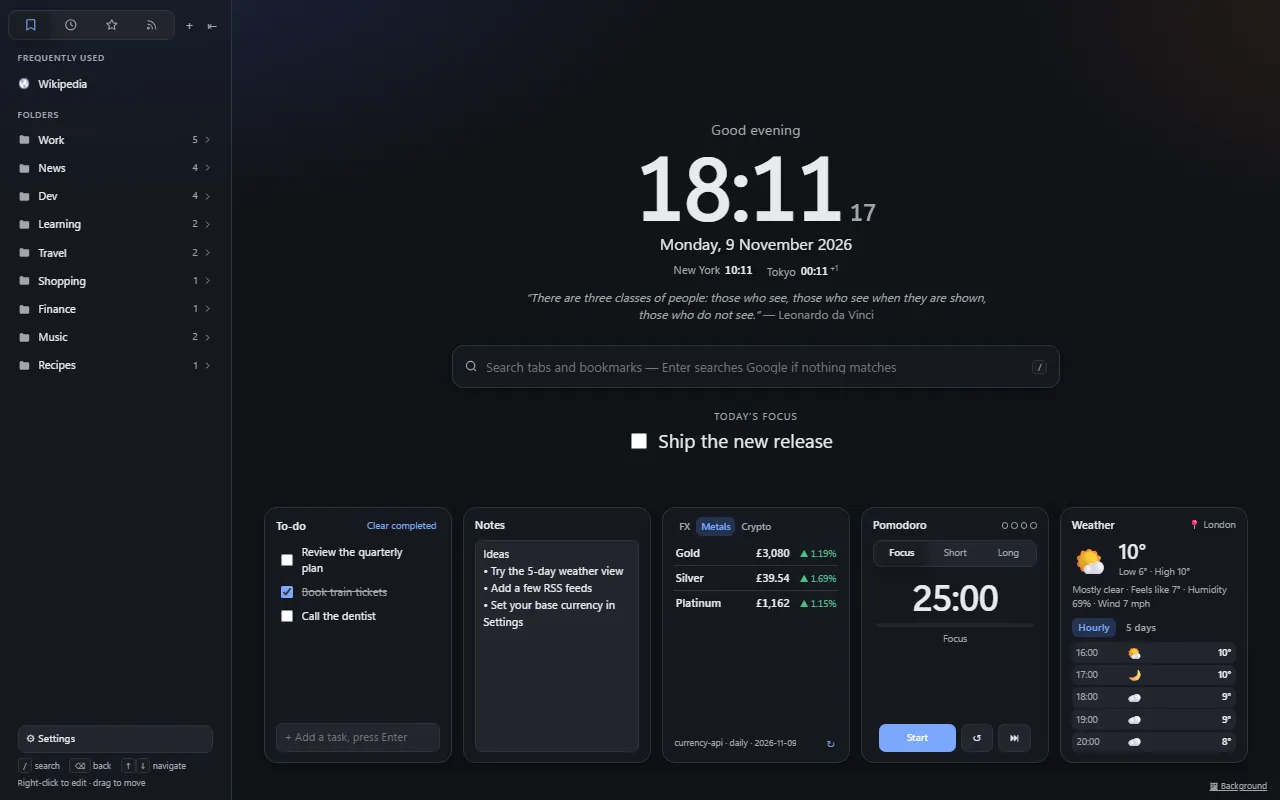 FREQUENTLY USED
Wikipedia
FOLDERS
Work 5
News 4
Dev 4
Learning 2
Travel 2
Shopping 1
Finance 1
Music 2
Recipes 1
⚙ Settings
/ search ⌫ back ↑ ↓ navigate
Right-click to edit · drag to move
Good evening
18:11 17
Monday, 9 November 2026
New York 10:11 Tokyo 00:11 +1
“There are three classes of people: those who see, those who see when they are shown,
those who do not see.” — Leonardo da Vinci
Search tabs and bookmarks — Enter searches Google if nothing matches /
TODAY'S FOCUS
Ship the new release
To-do Clear completed
Review the quarterly
plan
Book train tickets
Call the dentist
+ Add a task, press Enter
Notes
Ideas
• Try the 5-day weather view
• Add a few RSS feeds
• Set your base currency in
Settings
FX Metals Crypto
Gold £3,080 ▲ 1.19%
Silver £39.54 ▲ 1.69%
Platinum £1,162 ▲ 1.15%
currency-api · daily · 2026-11-09 ↻
Pomodoro
Focus Short Long
25:00
Focus
Start ↺ ⏭
Weather 📍 London
10°
Low 6° · High 10°
Mostly clear · Feels like 7° · Humidity
69% · Wind 7 mph
Hourly 5 days
16:00 10°
17:00 10°
18:00 9°
19:00 9°
20:00 8°
Background